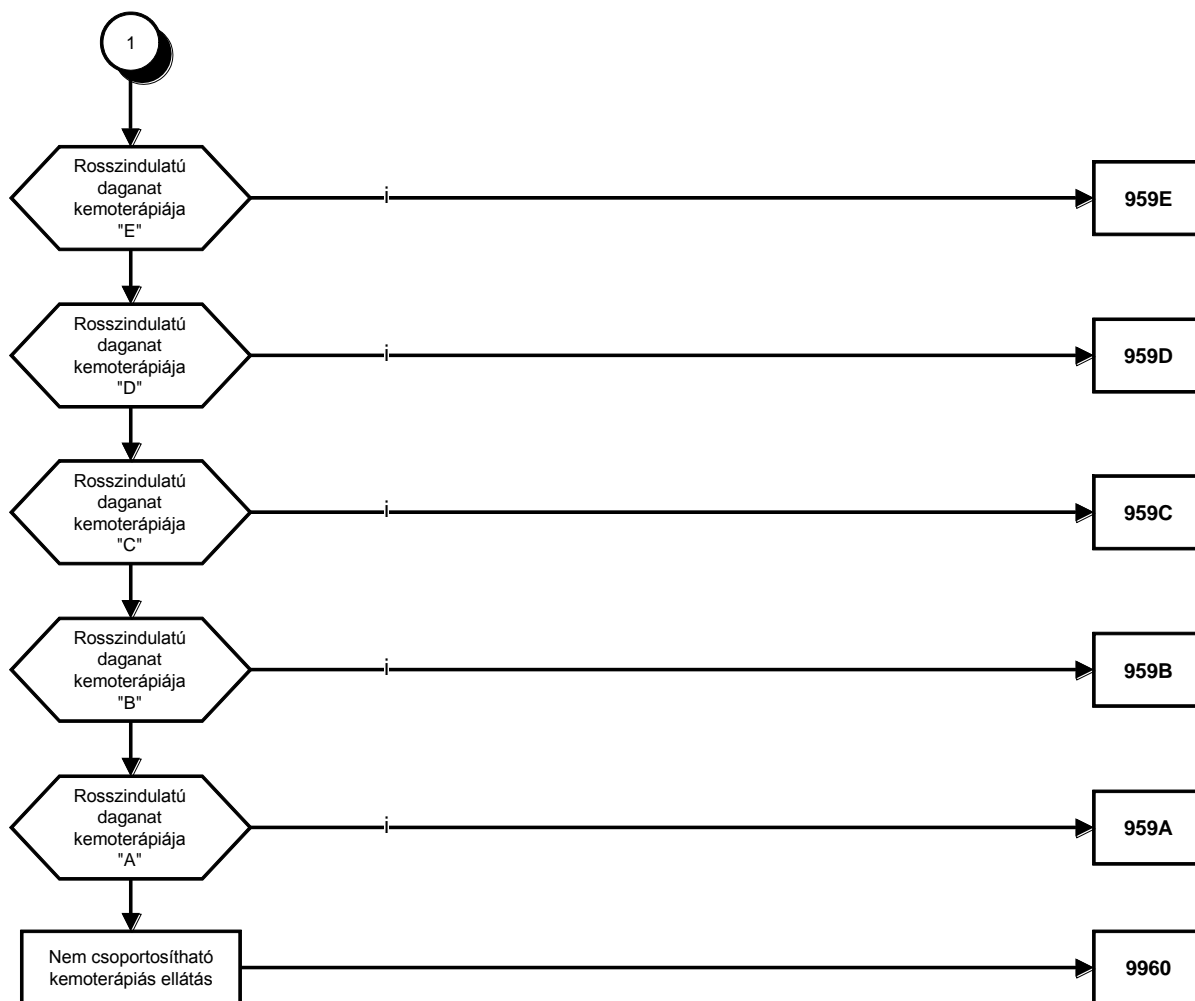 1
Rosszindulatú
daganat
kemoterápiája
"E"
i
959E
Rosszindulatú
daganat
kemoterápiája
"D"
i
959D
Rosszindulatú
daganat
kemoterápiája
"C"
i
959C
Rosszindulatú
daganat
kemoterápiája
"B"
i
959B
Rosszindulatú
daganat
kemoterápiája
"A"
i
959A
Nem csoportosítható
kemoterápiás ellátás
9960